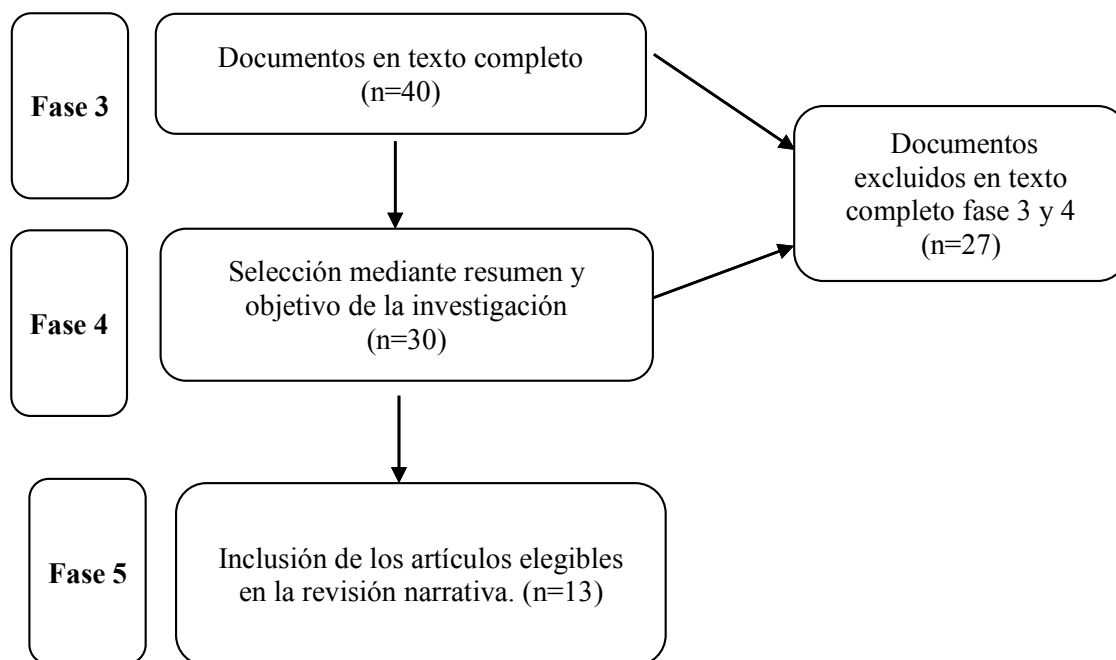 Fase 3
Documentos en texto completo
(n=40)
Documentos
excluidos en texto
completo fase 3 y 4
(n=27)
Fase 4
Selección mediante resumen y
objetivo de la investigación
(n=30)
Fase 5
Inclusión de los artículos elegibles
en la revisión narrativa. (n=13)